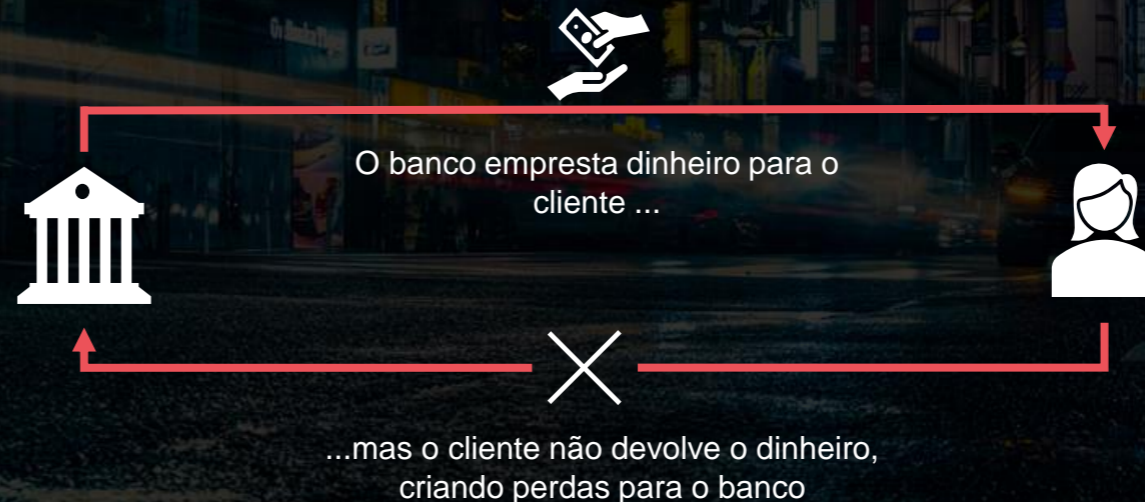 O banco empresta dinheiro para o
cliente ...
...mas o cliente não devolve o dinheiro,
criando perdas para o banco